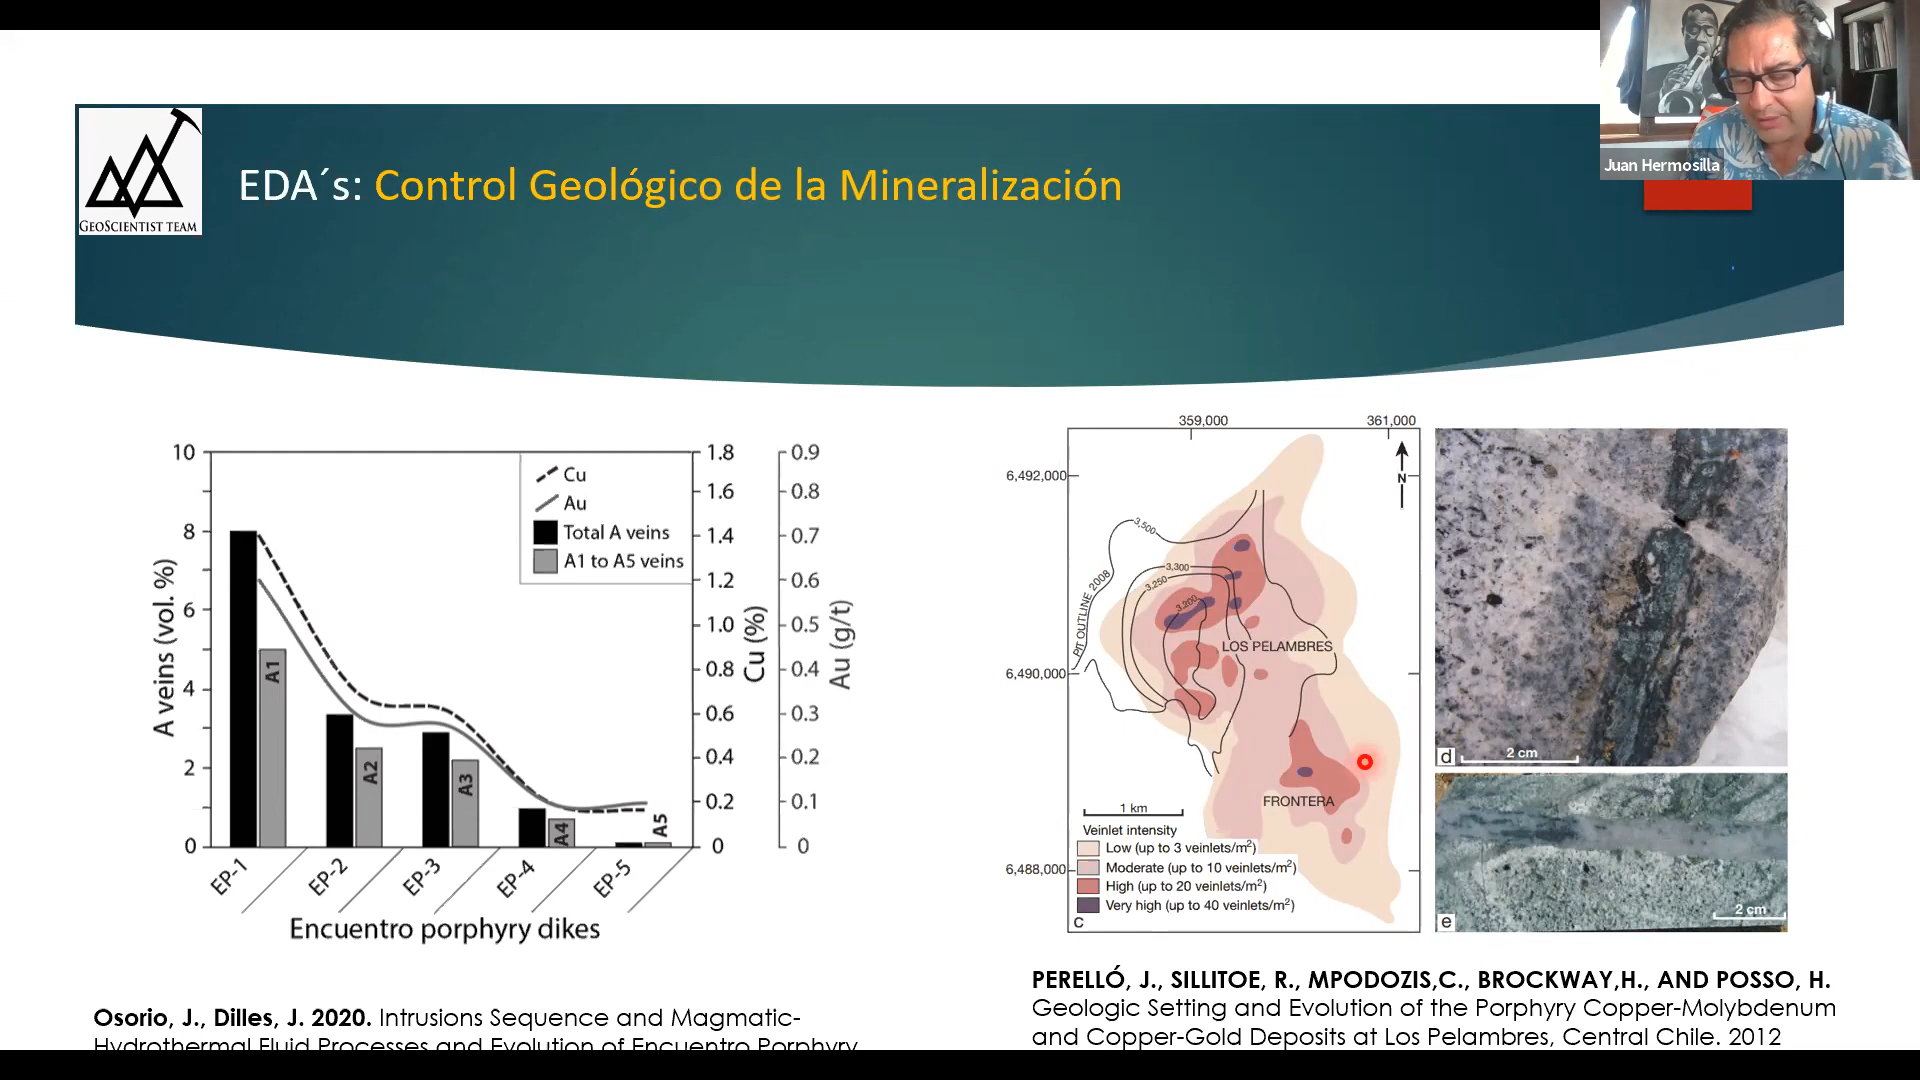 Juan Hermosilla
GEOSCIENTIST TEAM
EDA´s: Control Geológico de la Mineralización
10
8
6
4
2
0
A veins (vol. %)
Cu
Au
Total A veins
A1 to A5 veins
A1
A2
A3
A4
A5
1.8
1.6
1.4
1.2
1.0
0.8
0.6
0.4
0.2
0
Cu (%)
0.9
0.8
0.7
0.6
0.5
0.4
0.3
0.2
0.1
0
Au (g/t)
EP-1
EP-2
EP-3
EP-4
EP-5
Encuentro porphyry dikes
Osorio, J., Dilles, J. 2020. Intrusions Sequence and Magmatic-
Hydrothermal Fluid Processes and Evolution of Encuentro Porphyry
359,000
361,000
6,492,000
6,490,000
6,488,000
N
3,500
3,300
3,250
3,200
PIT OUTLINE 2008
LOS PELAMBRES
FRONTERA
1 km
Veinlet intensity
Low (up to 3 veinlets/m²)
Moderate (up to 10 veinlets/m²)
High (up to 20 veinlets/m²)
Very high (up to 40 veinlets/m²)
c
d
2 cm
e
2 cm
PERELLÓ, J., SILLITOE, R., MPODOZIS,C., BROCKWAY,H., AND POSSO, H.
Geologic Setting and Evolution of the Porphyry Copper-Molybdenum
and Copper-Gold Deposits at Los Pelambres, Central Chile. 2012